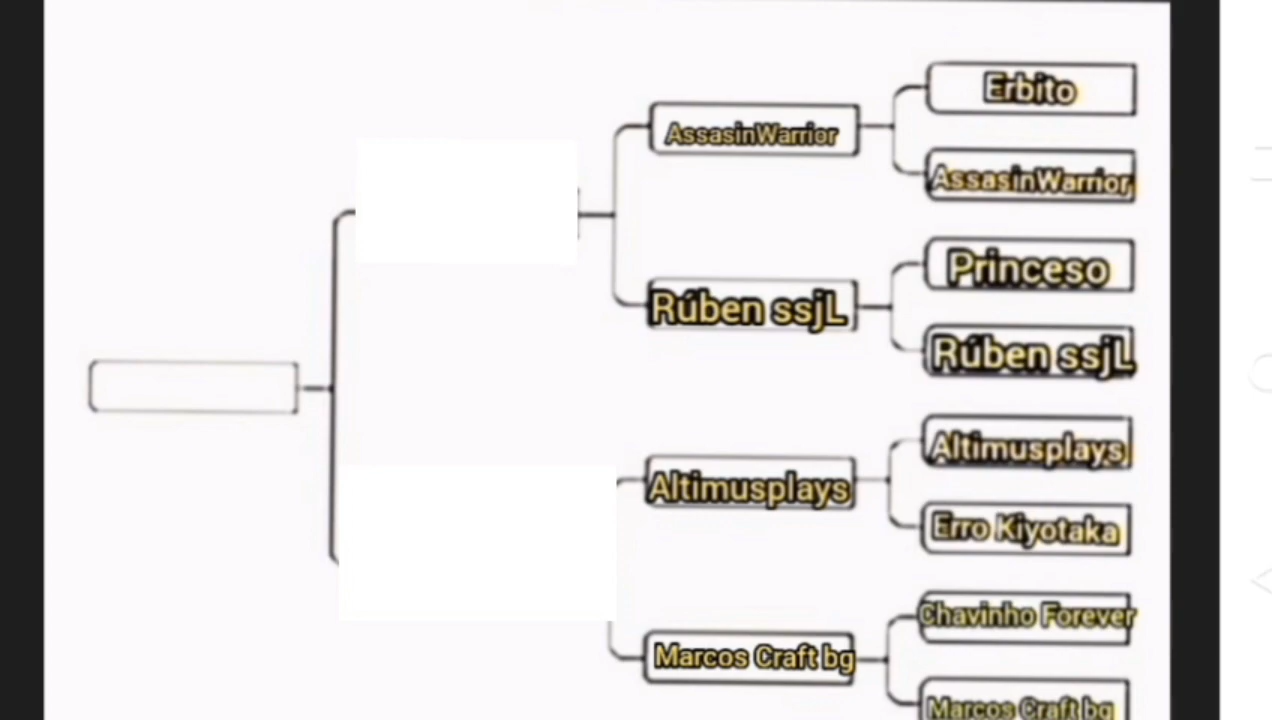 Erbito
AssasinWarrior
AssasinWarrior
Princeso
Rúben ssjL
Rúben ssjL
Altimusplays
Altimusplays
Erro Kiyotaka
Chavinho Forever
Marcos Craft bg
Marcos Craft bg